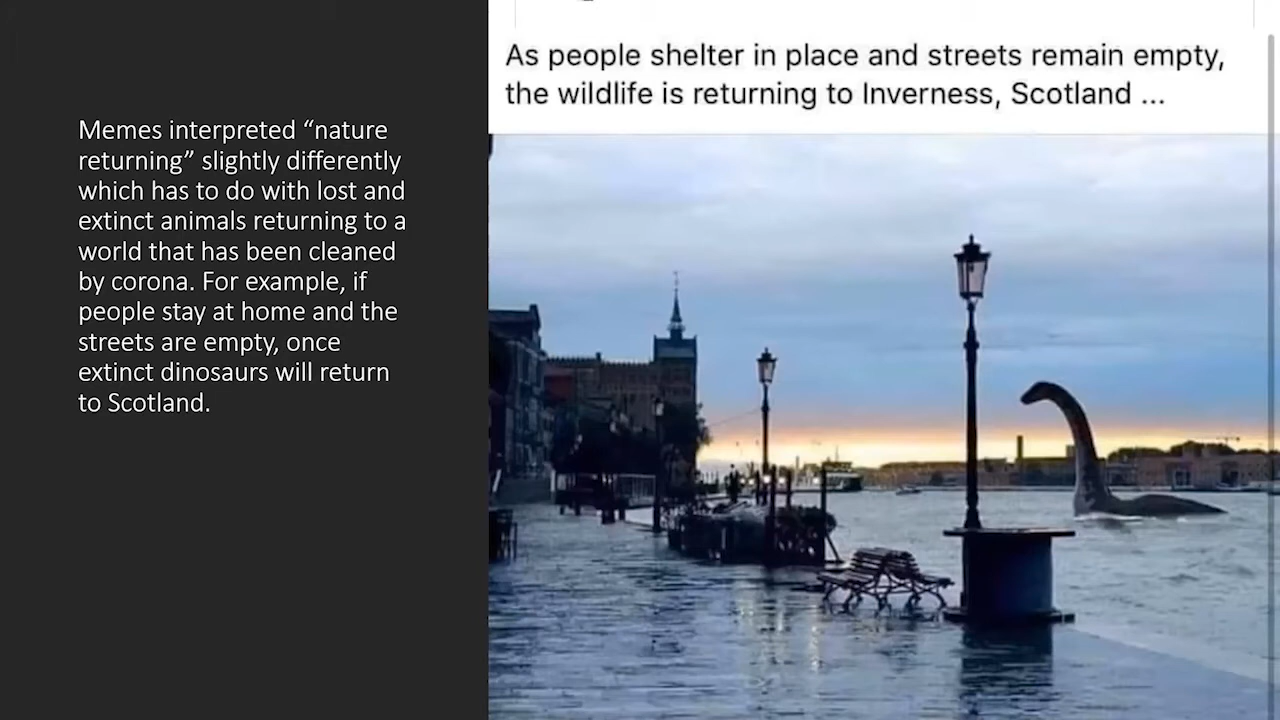 Memes interpreted “nature
returning” slightly differently
which has to do with lost and
extinct animals returning to a
world that has been cleaned
by corona. For example, if
people stay at home and the
streets are empty, once
extinct dinosaurs will return
to Scotland.
As people shelter in place and streets remain empty,
the wildlife is returning to Inverness, Scotland ...